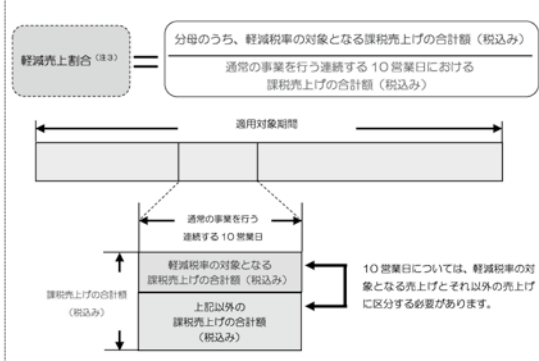 軽減売上割合(注3)
分母のうち、軽減税率の対象となる課税売上げの合計額(税込み)
通常の事業を行う連続する10営業日における
課税売上げの合計額(税込み)
適用対象期間
通常の事業を行う
連続する10営業日
軽減税率の対象となる
課税売上げの合計額(税込み)
課税売上げの合計額
(税込み)
上記以外の
課税売上げの合計額
(税込み)
10営業日については、軽減税率の対
象となる売上げとそれ以外の売上げ
に区分する必要があります。